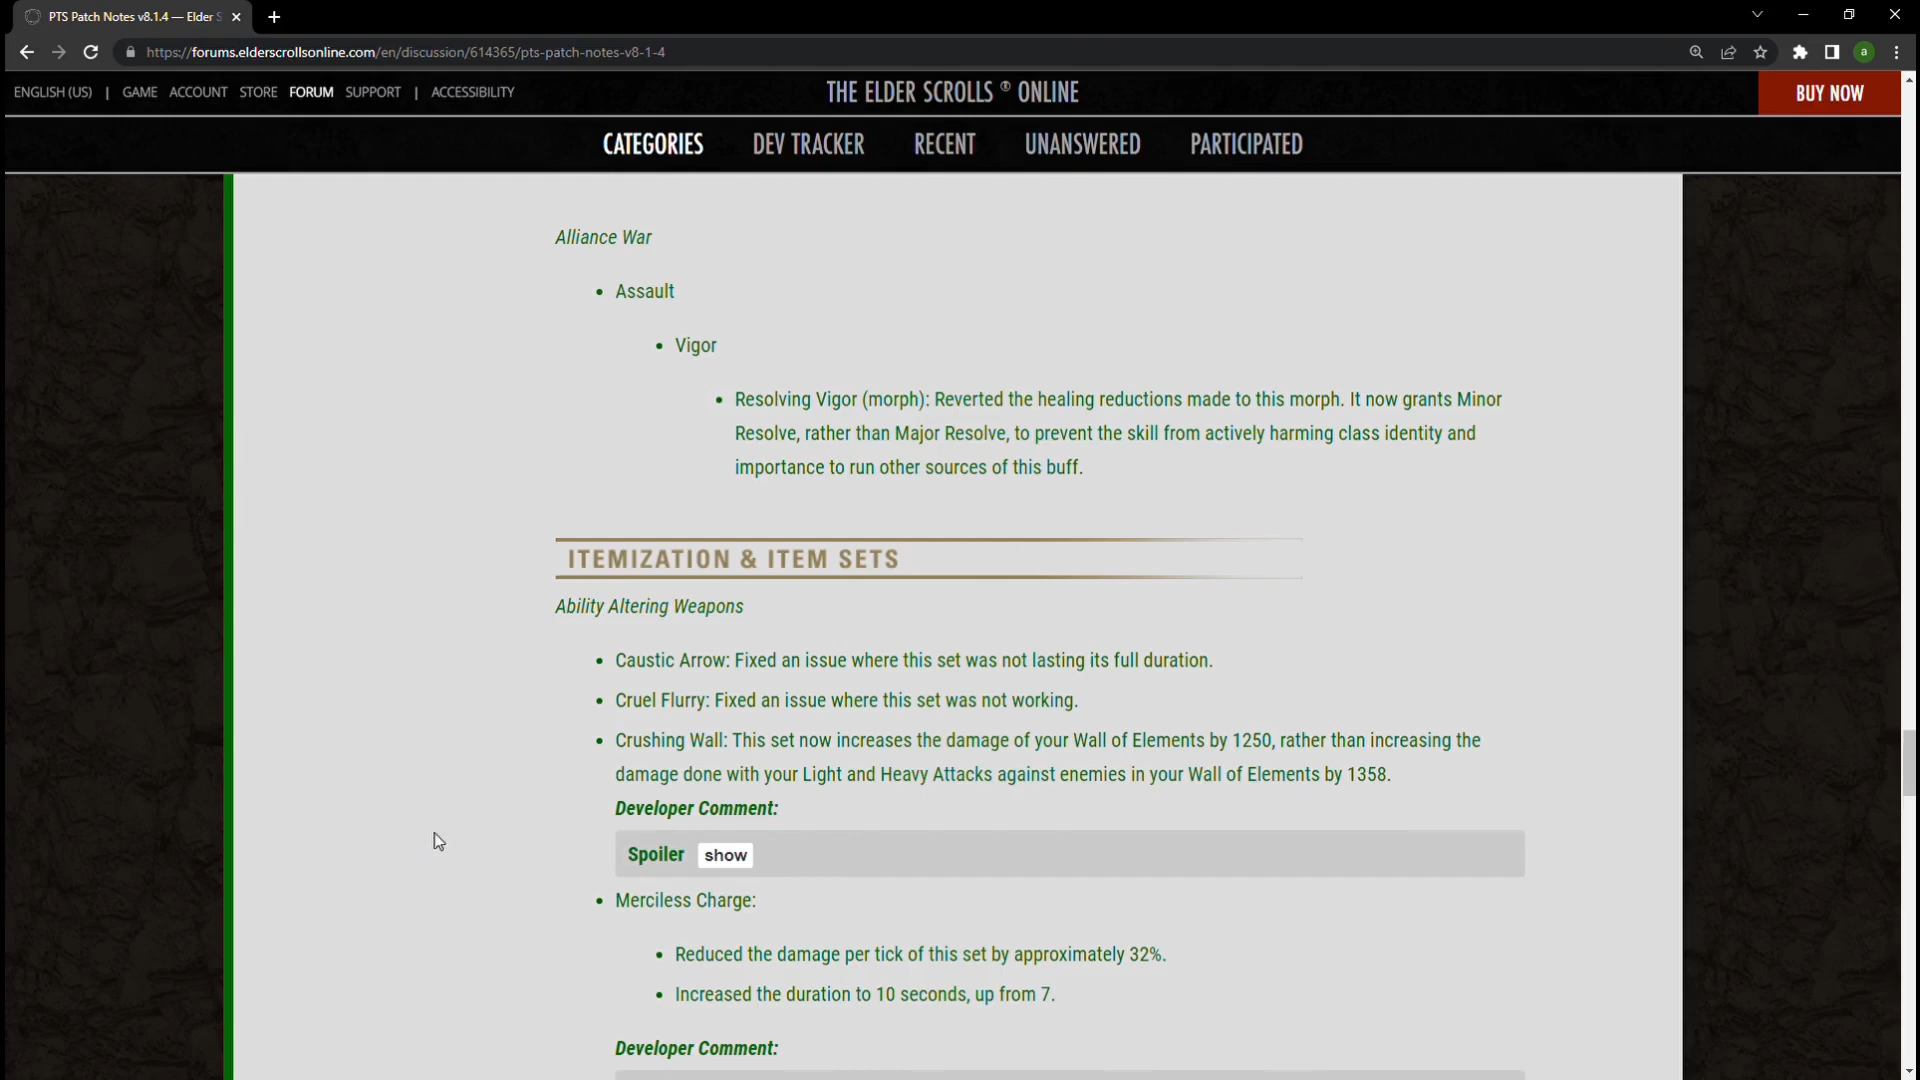 PTS Patch Notes v8.1.4 — Elder S
https://forums.elderscrollsonline.com/en/discussion/614365/pts-patch-notes-v8-1-4
a
ENGLISH (US) | GAME ACCOUNT STORE FORUM SUPPORT | ACCESSIBILITY
THE ELDER SCROLLS ® ONLINE
BUY NOW
CATEGORIES DEV TRACKER RECENT UNANSWERED PARTICIPATED
Alliance War
• Assault
• Vigor
• Resolving Vigor (morph): Reverted the healing reductions made to this morph. It now grants Minor
Resolve, rather than Major Resolve, to prevent the skill from actively harming class identity and
importance to run other sources of this buff.
ITEMIZATION & ITEM SETS
Ability Altering Weapons
• Caustic Arrow: Fixed an issue where this set was not lasting its full duration.
• Cruel Flurry: Fixed an issue where this set was not working.
• Crushing Wall: This set now increases the damage of your Wall of Elements by 1250, rather than increasing the
damage done with your Light and Heavy Attacks against enemies in your Wall of Elements by 1358.
Developer Comment:
Spoiler show
• Merciless Charge:
• Reduced the damage per tick of this set by approximately 32%.
• Increased the duration to 10 seconds, up from 7.
Developer Comment: